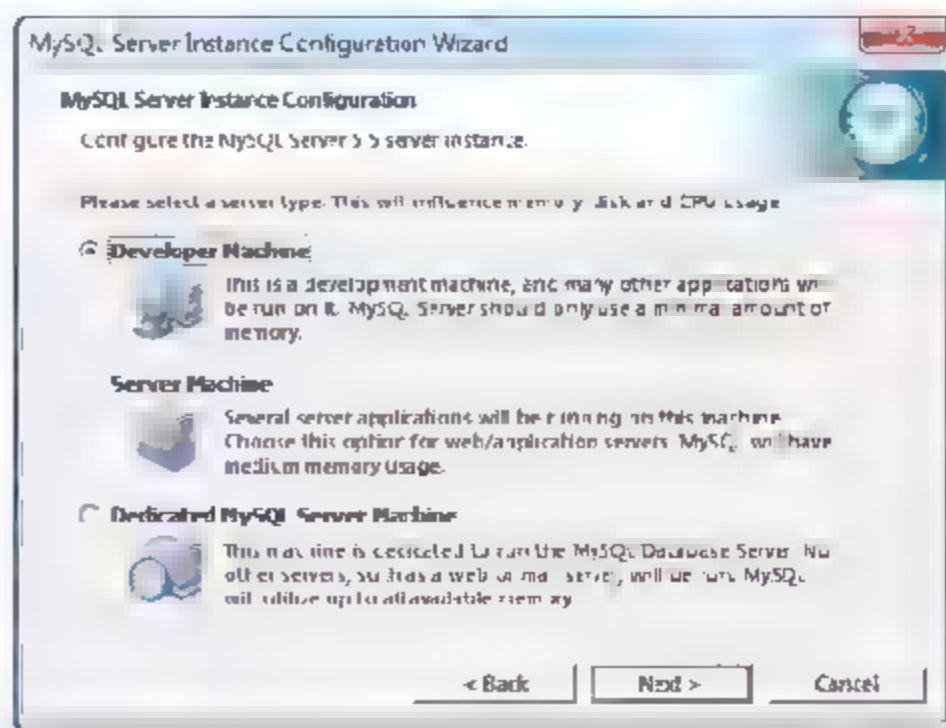 MySQL Server Instance Configuration Wizard
MySQL Server Instance Configuration
Configure the MySQL Server 5.5 server instance.
Please select a server type. This will influence memory, disk and CPU usage.
Developer Machine
This is a development machine, and many other applications will
be run on it. MySQL Server should only use a minimal amount of
memory.
Server Machine
Several server applications will be running on this machine.
Choose this option for web/application servers. MySQL will have
medium memory usage.
Dedicated MySQL Server Machine
This machine is dedicated to run the MySQL Database Server. No
other servers, such as a web or mail server, will be run. MySQL
will utilize up to all available memory.
< Back
Next >
Cancel